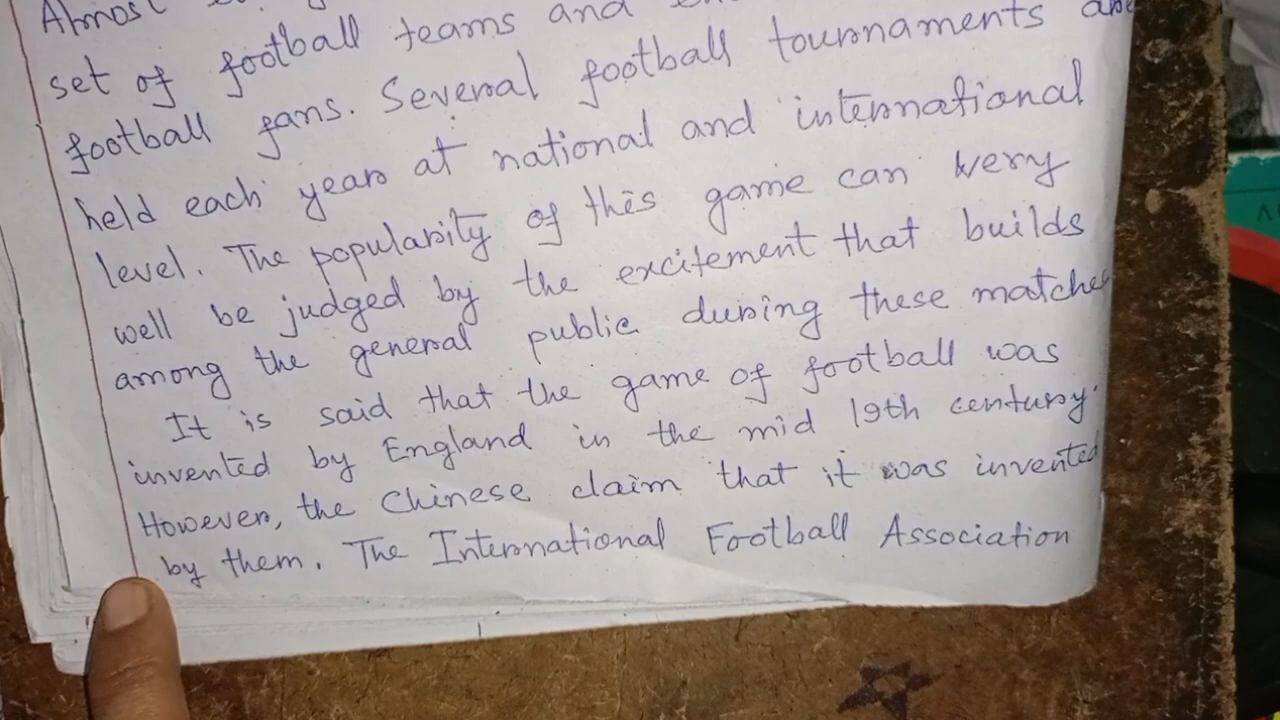 Almost
set of football teams and
football fans. Several football tournaments are
held each year at national and international
level. The popularity of this game can very
well be judged by the excitement that builds
among the general public during these matches
It is said that the game of football was
invented by England in the mid 19th century.
However, the Chinese claim that it was invented
by them. The International Football Association